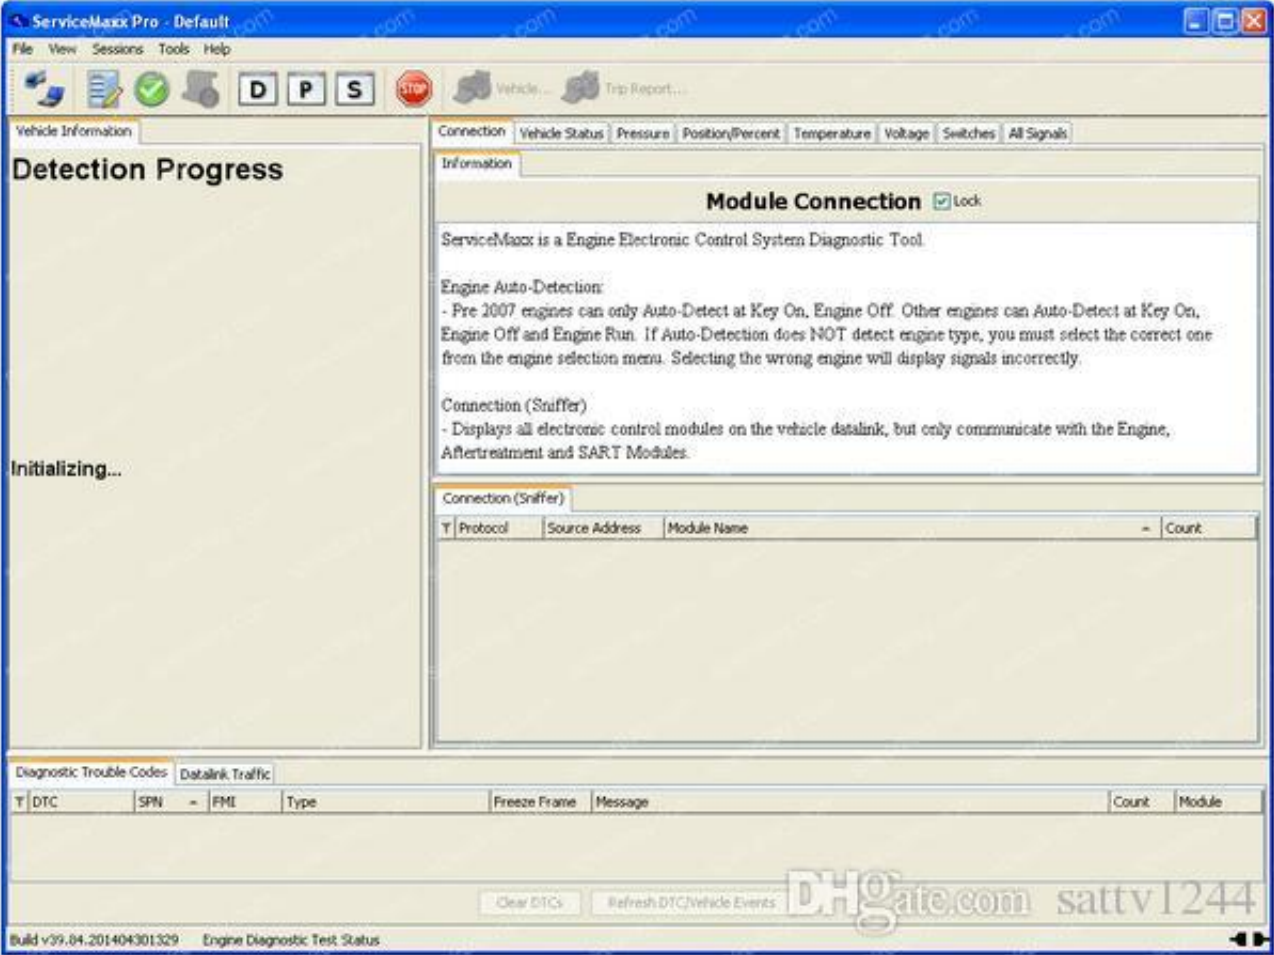 ServiceMaxx Pro - Default
File View Sessions Tools Help
D P S STOP Vehicle... Trip Report...
Vehicle Information
Detection Progress
Initializing...
Connection Vehicle Status Pressure Position/Percent Temperature Voltage Switches All Signals
Information
Module Connection Lock
ServiceMaxx is a Engine Electronic Control System Diagnostic Tool.
Engine Auto-Detection:
- Pre 2007 engines can only Auto-Detect at Key On, Engine Off. Other engines can Auto-Detect at Key On,
Engine Off and Engine Run. If Auto-Detection does NOT detect engine type, you must select the correct one
from the engine selection menu. Selecting the wrong engine will display signals incorrectly.
Connection (Sniffer)
- Displays all electronic control modules on the vehicle datalink, but only communicate with the Engine,
Aftertreatment and SART Modules.
Connection (Sniffer)
Protocol Source Address Module Name Count
Diagnostic Trouble Codes Datalink Traffic
DTC SPN FMI Type Freeze Frame Message Count Module
Clear DTCs Refresh DTC/Vehicle Events
DHgate.com sattv1244
Build v39.04.201404301329 Engine Diagnostic Test Status